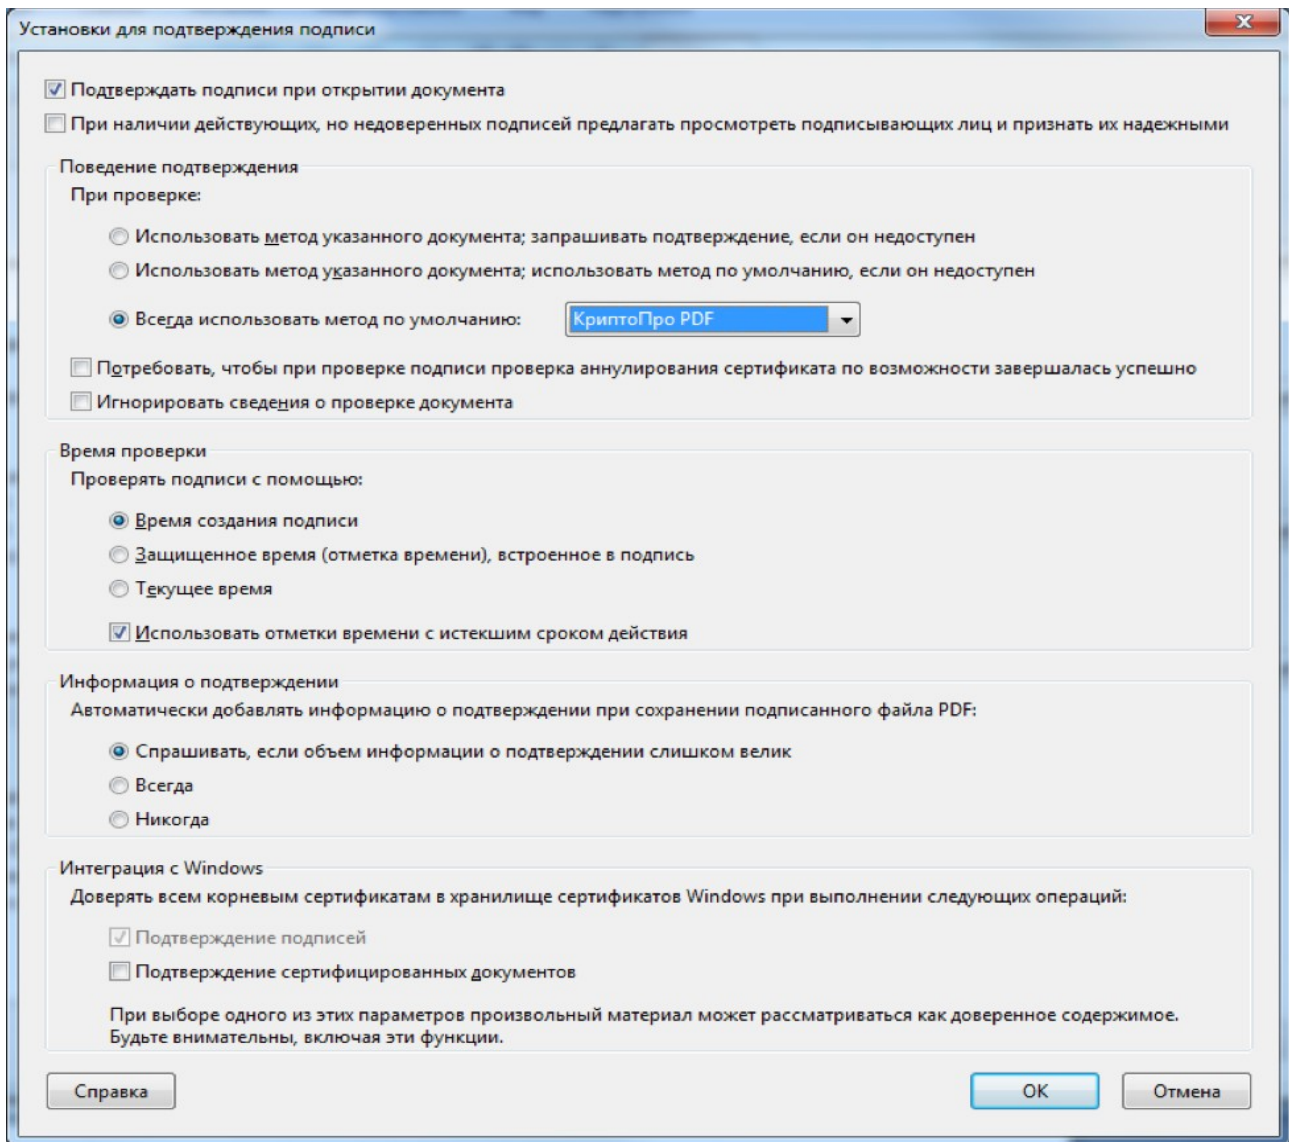 Установки для подтверждения подписи
Подтверждать подписи при открытии документа
При наличии действующих, но недоверенных подписей предлагать просмотреть подписывающих лиц и признать их надежными
Поведение подтверждения
При проверке:
Использовать метод указанного документа; запрашивать подтверждение, если он недоступен
Использовать метод указанного документа; использовать метод по умолчанию, если он недоступен
Всегда использовать метод по умолчанию: КриптоПро PDF
Потребовать, чтобы при проверке подписи проверка аннулирования сертификата по возможности завершалась успешно
Игнорировать сведения о проверке документа
Время проверки
Проверять подписи с помощью:
Время создания подписи
Защищенное время (отметка времени), встроенное в подпись
Текущее время
Использовать отметки времени с истекшим сроком действия
Информация о подтверждении
Автоматически добавлять информацию о подтверждении при сохранении подписанного файла PDF:
Спрашивать, если объем информации о подтверждении слишком велик
Всегда
Никогда
Интеграция с Windows
Доверять всем корневым сертификатам в хранилище сертификатов Windows при выполнении следующих операций:
Подтверждение подписей
Подтверждение сертифицированных документов
При выборе одного из этих параметров произвольный материал может рассматриваться как доверенное содержимое.
Будьте внимательны, включая эти функции.
Справка OK Отмена